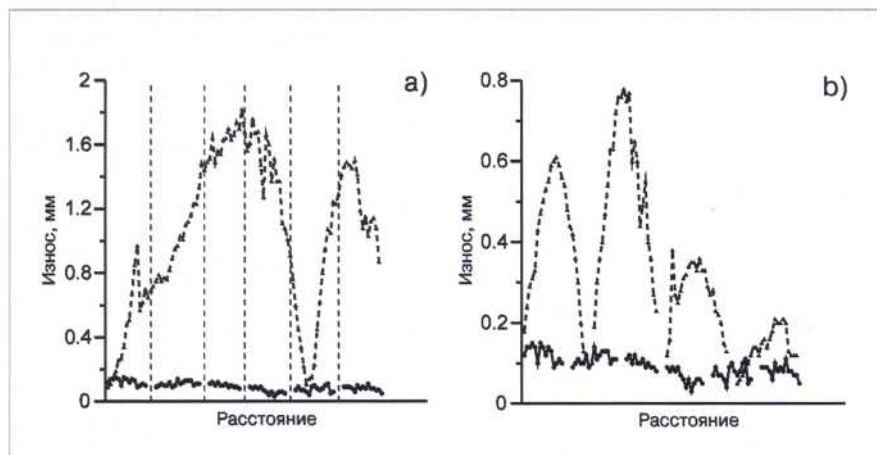 a)
2
1.6
1.2
0.8
0.4
0
Износ, мм
Расстояние
b)
0.8
0.6
0.4
0.2
0
Износ, мм
Расстояние